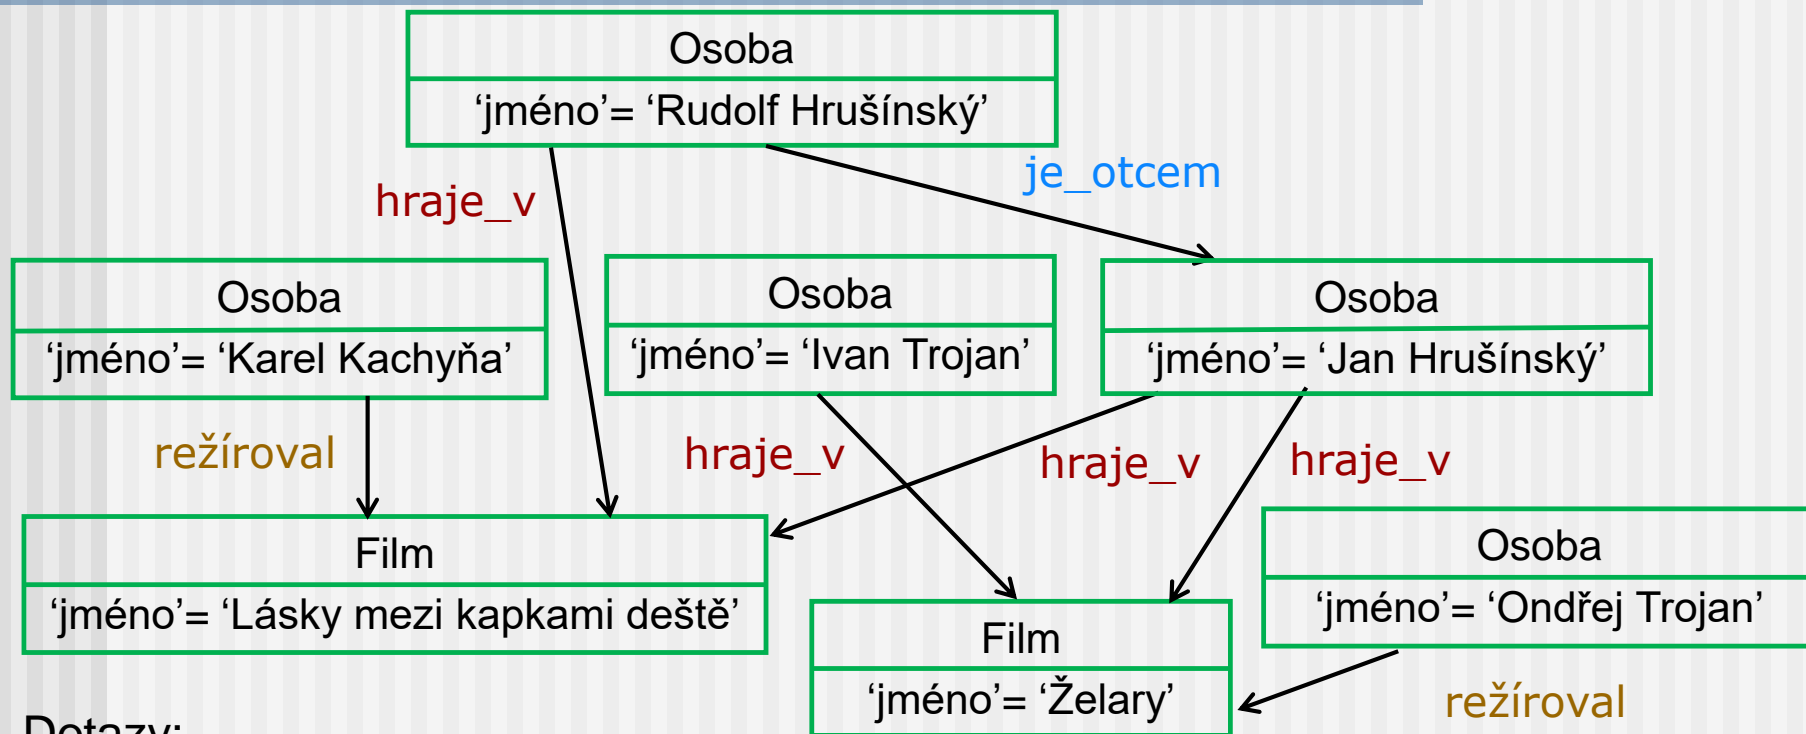 Osoba
‘jméno’= ‘Rudolf Hrušínský’
je_otcem
hraje_v
Osoba
‘jméno’= ‘Karel Kachyňa’
Osoba
‘jméno’= ‘Ivan Trojan’
Osoba
‘jméno’= ‘Jan Hrušínský’
režíroval
hraje_v
hraje_v
hraje_v
Film
‘jméno’= ‘Lásky mezi kapkami deště’
Osoba
‘jméno’= ‘Ondřej Trojan’
Film
‘jméno’= ‘Želary’
režíroval
Dotazy: